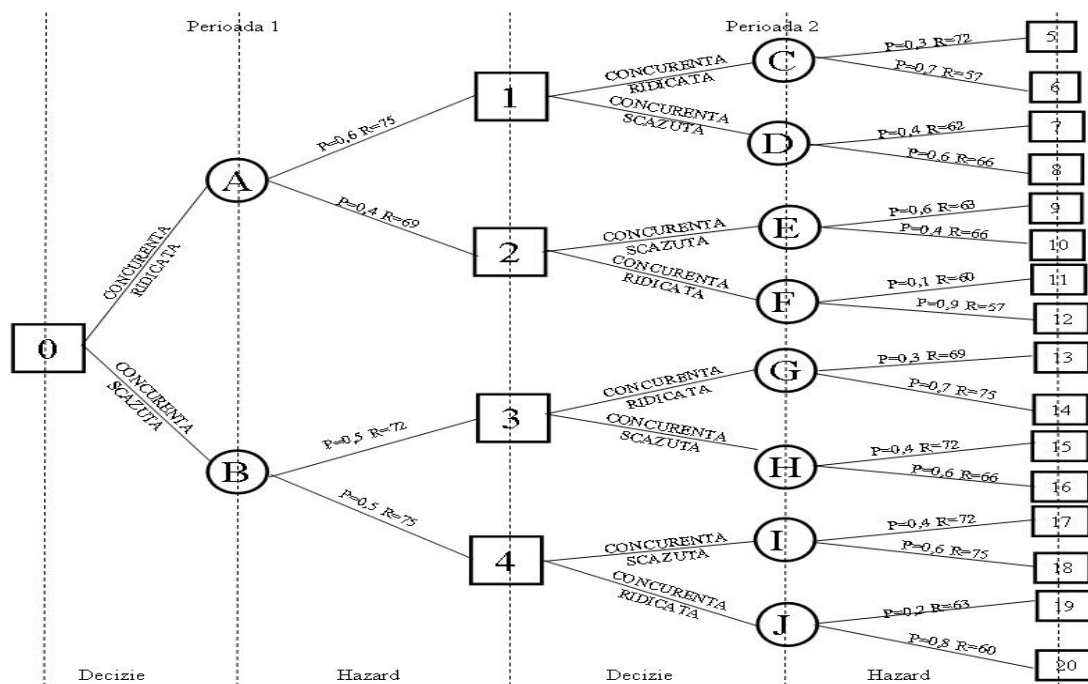 Perioada 1
Perioada 2
0
CONCURENTA
RIDICATA
CONCURENTA
SCAZUTA
A
P=0,6 R=75
P=0,4 R=69
B
P=0,5 R=72
P=0,5 R=75
1
CONCURENTA
RIDICATA
CONCURENTA
SCAZUTA
2
CONCURENTA
SCAZUTA
CONCURENTA
RIDICATA
3
CONCURENTA
RIDICATA
CONCURENTA
SCAZUTA
4
CONCURENTA
SCAZUTA
CONCURENTA
RIDICATA
C
P=0,3 R=72
5
P=0,7 R=57
6
D
P=0,4 R=62
7
P=0,6 R=66
8
E
P=0,6 R=63
9
P=0,4 R=66
10
F
P=0,1 R=60
11
P=0,9 R=57
12
G
P=0,3 R=69
13
P=0,7 R=75
14
H
P=0,4 R=72
15
P=0,6 R=66
16
I
P=0,4 R=72
17
P=0,6 R=75
18
J
P=0,2 R=63
19
P=0,8 R=60
20
Decizie
Hazard
Decizie
Hazard